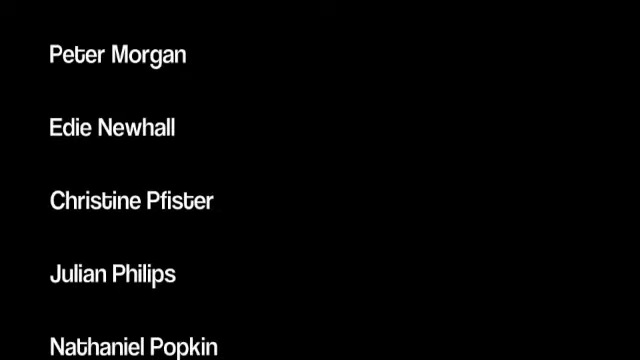 Peter Morgan
Edie Newhall
Christine Pfister
Julian Philips
Nathaniel Popkin